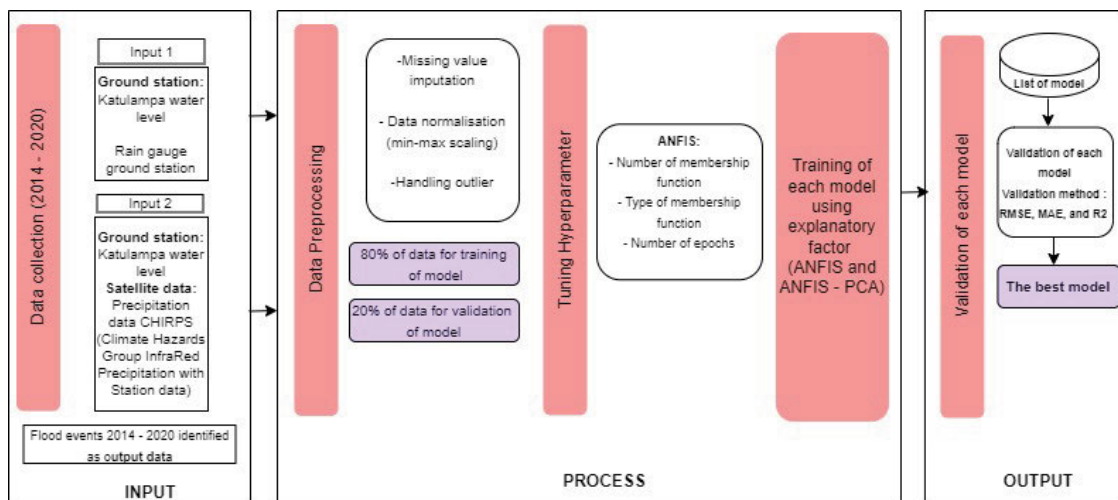 Data collection (2014 - 2020)
Input 1
Ground station:
Katulampa water
level
Rain gauge
ground station
Input 2
Ground station:
Katulampa water
level
Satellite data:
Precipitation
data CHIRPS
(Climate Hazards
Group InfraRed
Precipitation with
Station data)
Flood events 2014 - 2020 identified
as output data
INPUT
Data Preprocessing
-Missing value
imputation
- Data normalisation
(min-max scaling)
-Handling outlier
80% of data for training
of model
20% of data for validation
of model
Tuning Hyperparameter
ANFIS:
- Number of membership
function
- Type of membership
function
- Number of epochs
Training of
each model
using
explanatory
factor
(ANFIS and
ANFIS - PCA)
PROCESS
Validation of each model
List of model
Validation of each
model
Validation method :
RMSE, MAE, and R2
The best model
OUTPUT